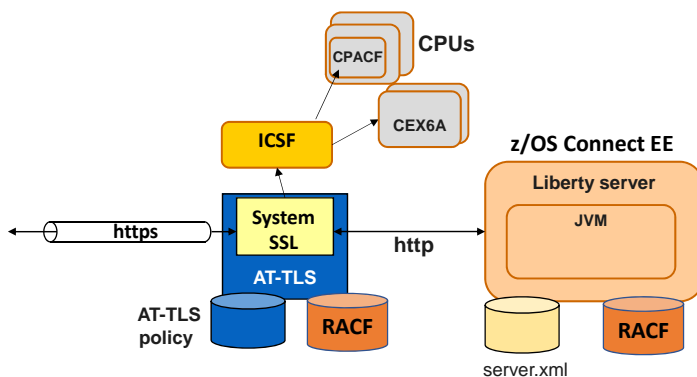 CPUs
CPACF
CEX6A
ICSF
z/OS Connect EE
Liberty server
JVM
System
SSL
https
http
AT-TLS
AT-TLS
policy
RACF
RACF
server.xml